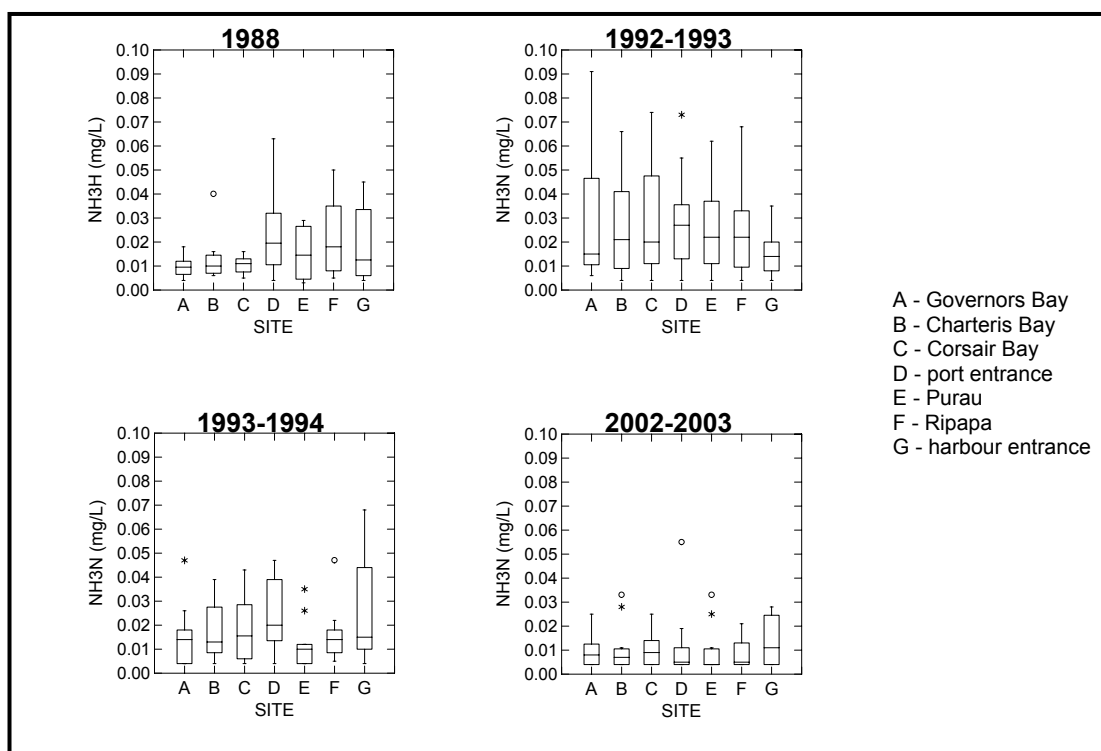 1988
0.10
0.09
0.08
0.07
0.06
0.05
0.04
0.03
0.02
0.01
0.00
NH3H (mg/L)
A B C D E F G
SITE
1992-1993
0.10
0.09
0.08
0.07
0.06
0.05
0.04
0.03
0.02
0.01
0.00
NH3N (mg/L)
A B C D E F G
SITE
1993-1994
0.10
0.09
0.08
0.07
0.06
0.05
0.04
0.03
0.02
0.01
0.00
NH3N (mg/L)
A B C D E F G
SITE
2002-2003
0.10
0.09
0.08
0.07
0.06
0.05
0.04
0.03
0.02
0.01
0.00
NH3N (mg/L)
A B C D E F G
SITE
A - Governors Bay
B - Charteris Bay
C - Corsair Bay
D - port entrance
E - Purau
F - Ripapa
G - harbour entrance